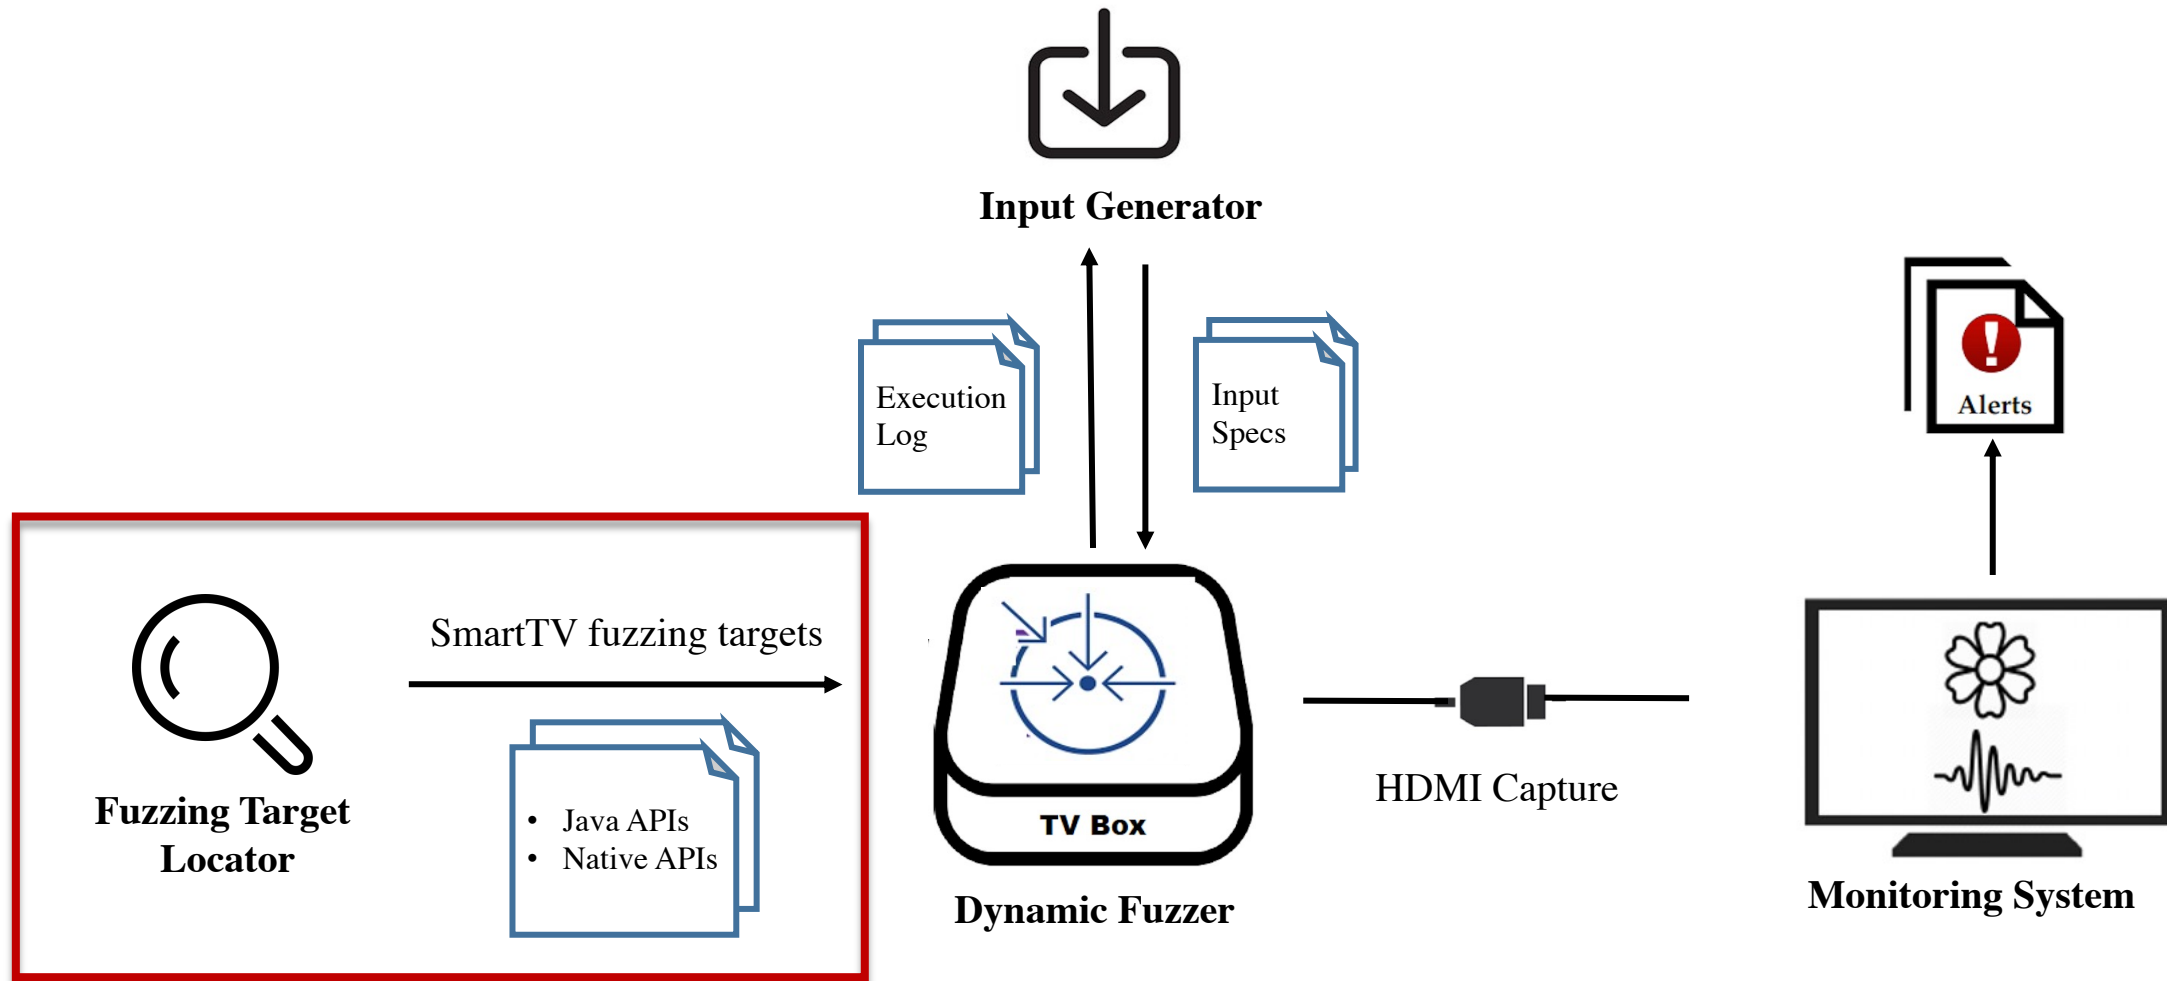 Input Generator
Execution
Log
Input
Specs
Alerts
SmartTV fuzzing targets
• Java APIs
• Native APIs
Fuzzing Target
Locator
TV Box
Dynamic Fuzzer
HDMI Capture
Monitoring System